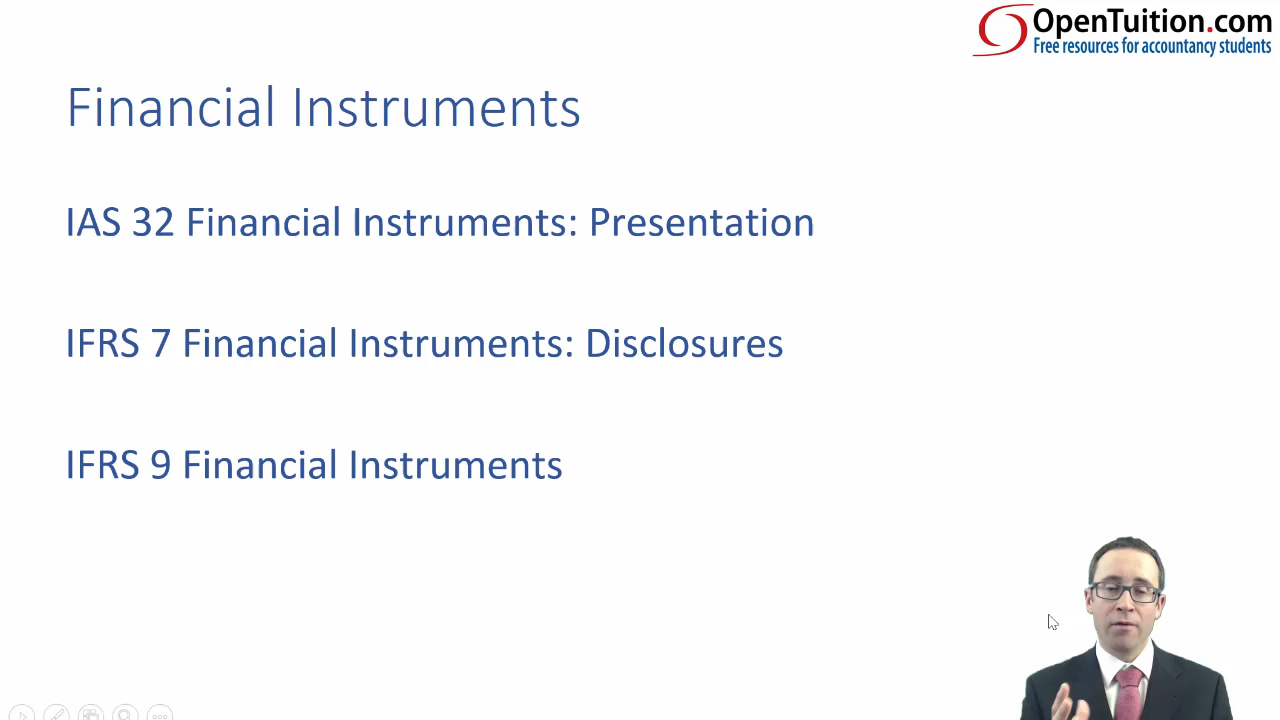 OpenTuition.com
Free resources for accountancy students
Financial Instruments
IAS 32 Financial Instruments: Presentation
IFRS 7 Financial Instruments: Disclosures
IFRS 9 Financial Instruments